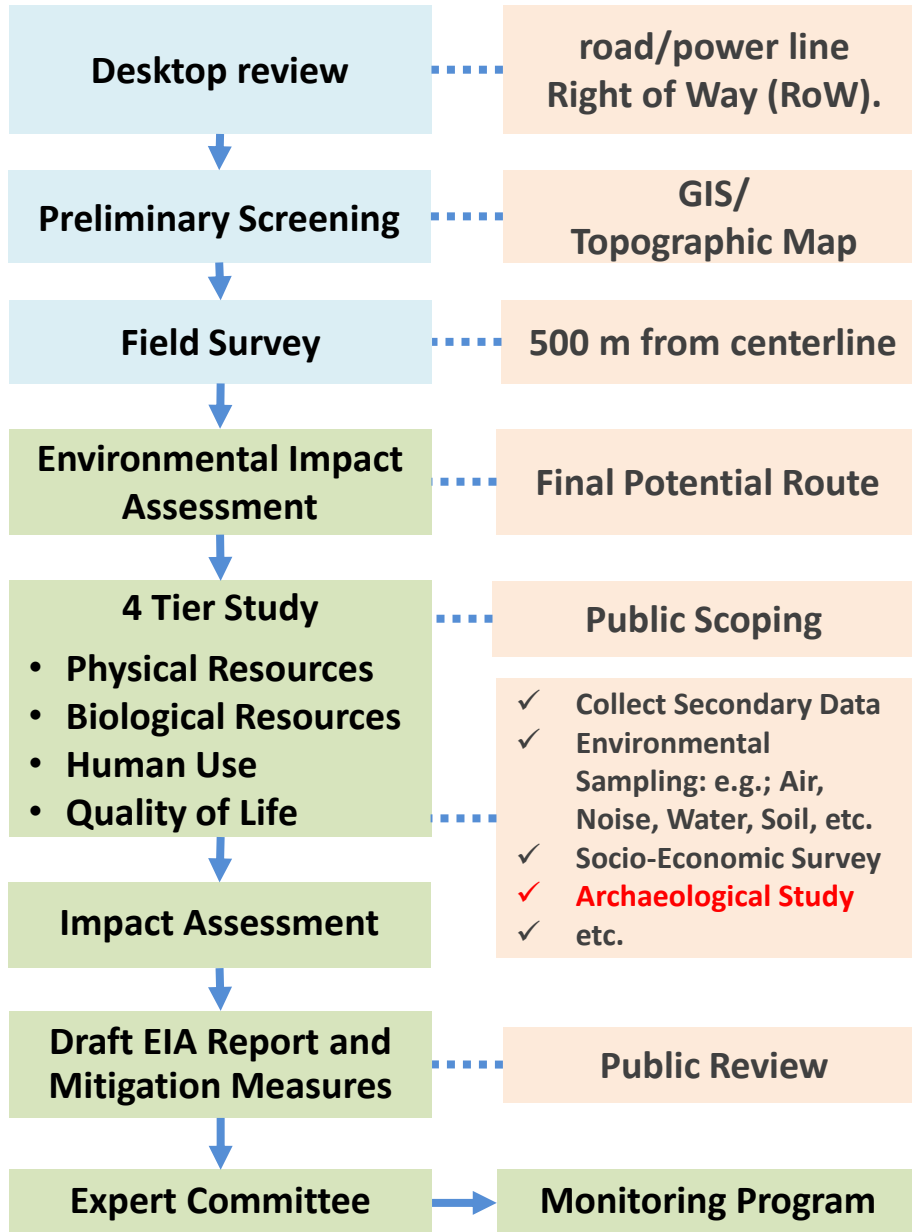 Desktop review
road/power line
Right of Way (RoW).
Preliminary Screening
GIS/
Topographic Map
Field Survey
500 m from centerline
Environmental Impact
Assessment
Final Potential Route
4 Tier Study
• Physical Resources
• Biological Resources
• Human Use
• Quality of Life
Public Scoping
✓ Collect Secondary Data
✓ Environmental
Sampling: e.g.; Air,
Noise, Water, Soil, etc.
✓ Socio-Economic Survey
✓ Archaeological Study
✓ etc.
Impact Assessment
Draft EIA Report and
Mitigation Measures
Public Review
Expert Committee
Monitoring Program